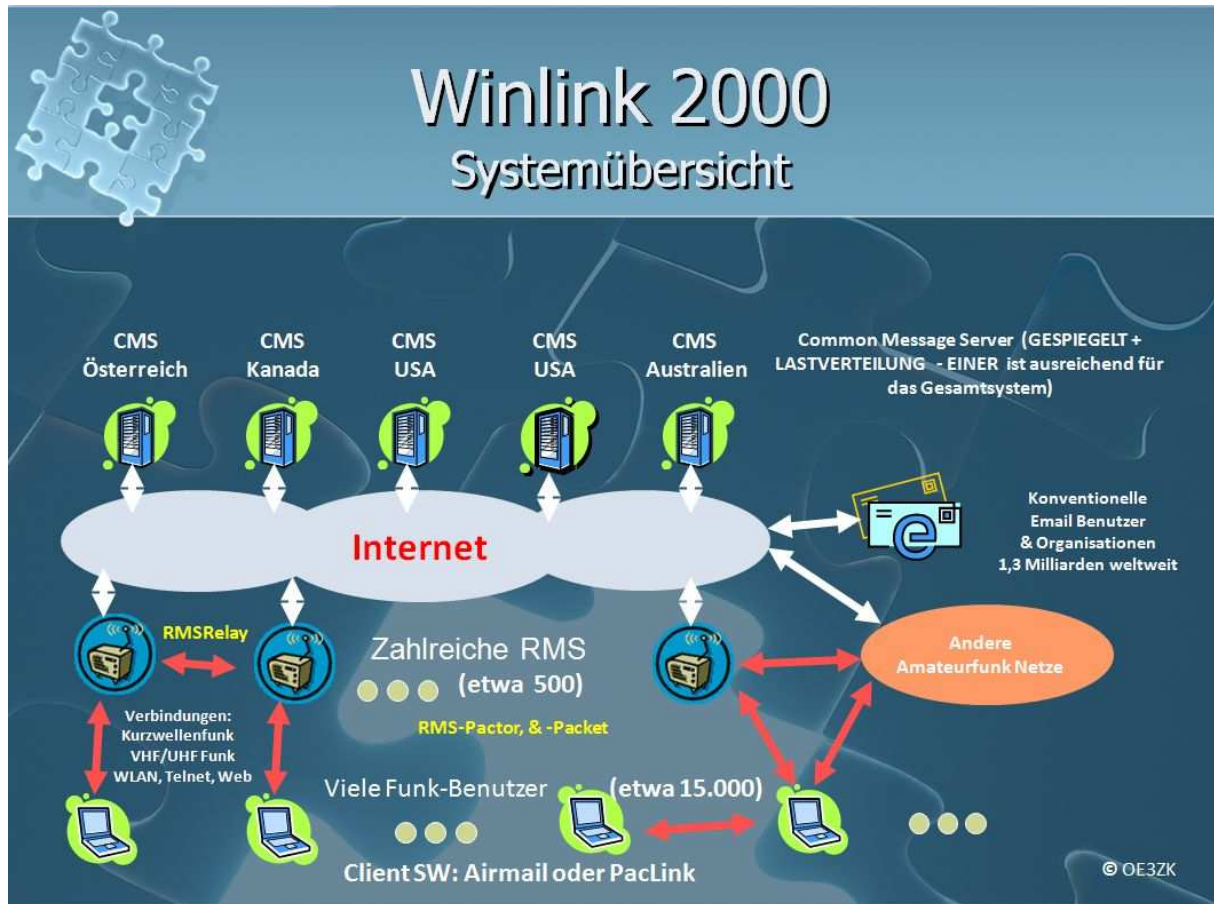 Winlink 2000
Systemübersicht
CMS
Österreich
CMS
Kanada
CMS
USA
CMS
USA
CMS
Australien
Common Message Server (GESPIEGELT +
LASTVERTEILUNG - EINER ist ausreichend für
das Gesamtsystem)
Internet
e
Konventionelle
Email Benutzer
& Organisationen
1,3 Milliarden weltweit
RMSRelay
Zahlreiche RMS
(etwa 500)
Andere
Amateurfunk Netze
RMS-Pactor, & -Packet
Verbindungen:
Kurzwellenfunk
VHF/UHF Funk
WLAN, Telnet, Web
Viele Funk-Benutzer (etwa 15.000)
Client SW: Airmail oder PacLink
© OE3ZK